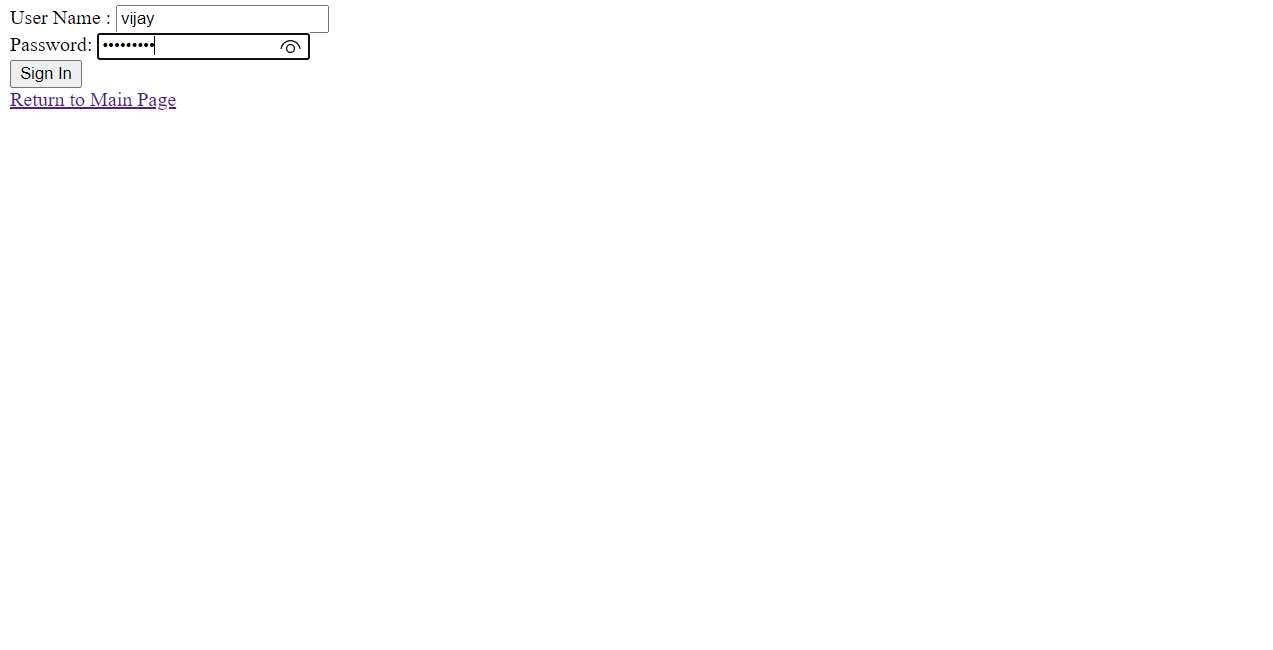 User Name : vijay
Password: •••••••••
Sign In
Return to Main Page